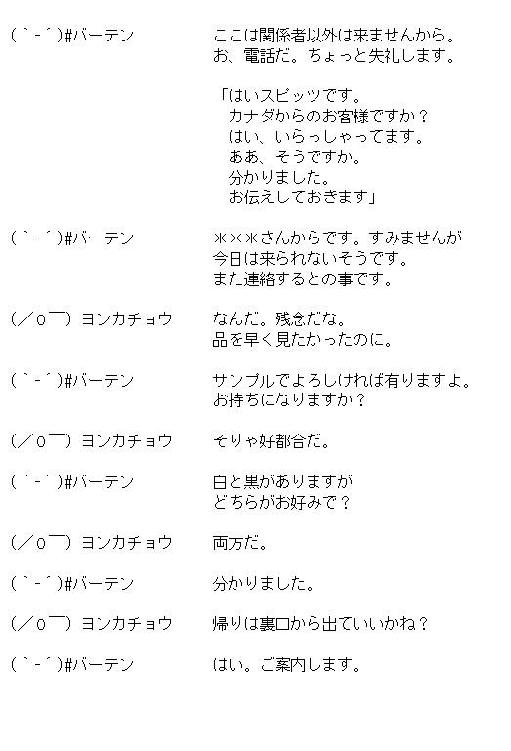 (｀-´)#バーテン　ここは関係者以外は来ませんから。
お、電話だ。ちょっと失礼します。
「はいスピッツです。
カナダからのお客様ですか？
はい、いらっしゃってます。
ああ、そうですか。
分かりました。
お伝えしておきます」
(｀-´)#バーテン　＊×＊さんからです。すみませんが
今日は来られないそうです。
また連絡するとの事です。
(／０￣) ヨンカチョウ　なんだ。残念だな。
品を早く見たかったのに。
(｀-´)#バーテン　サンプルでよろしければ有りますよ。
お持ちになりますか？
(／０￣) ヨンカチョウ　そりゃ好都合だ。
(｀-´)#バーテン　白と黒がありますが
どちらがお好みで？
(／０￣) ヨンカチョウ　両方だ。
(｀-´)#バーテン　分かりました。
(／０￣) ヨンカチョウ　帰りは裏口から出ていいかね？
(｀-´)#バーテン　はい。ご案内します。